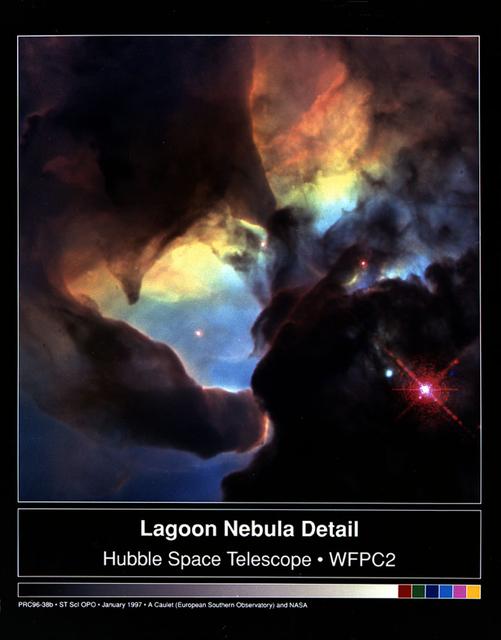 Lagoon Nebula Detail
Hubble Space Telescope • WFPC2
PRC96-38b • ST ScI OPO • January 1997 • A Caulet (European Southern Observatory) and NASA